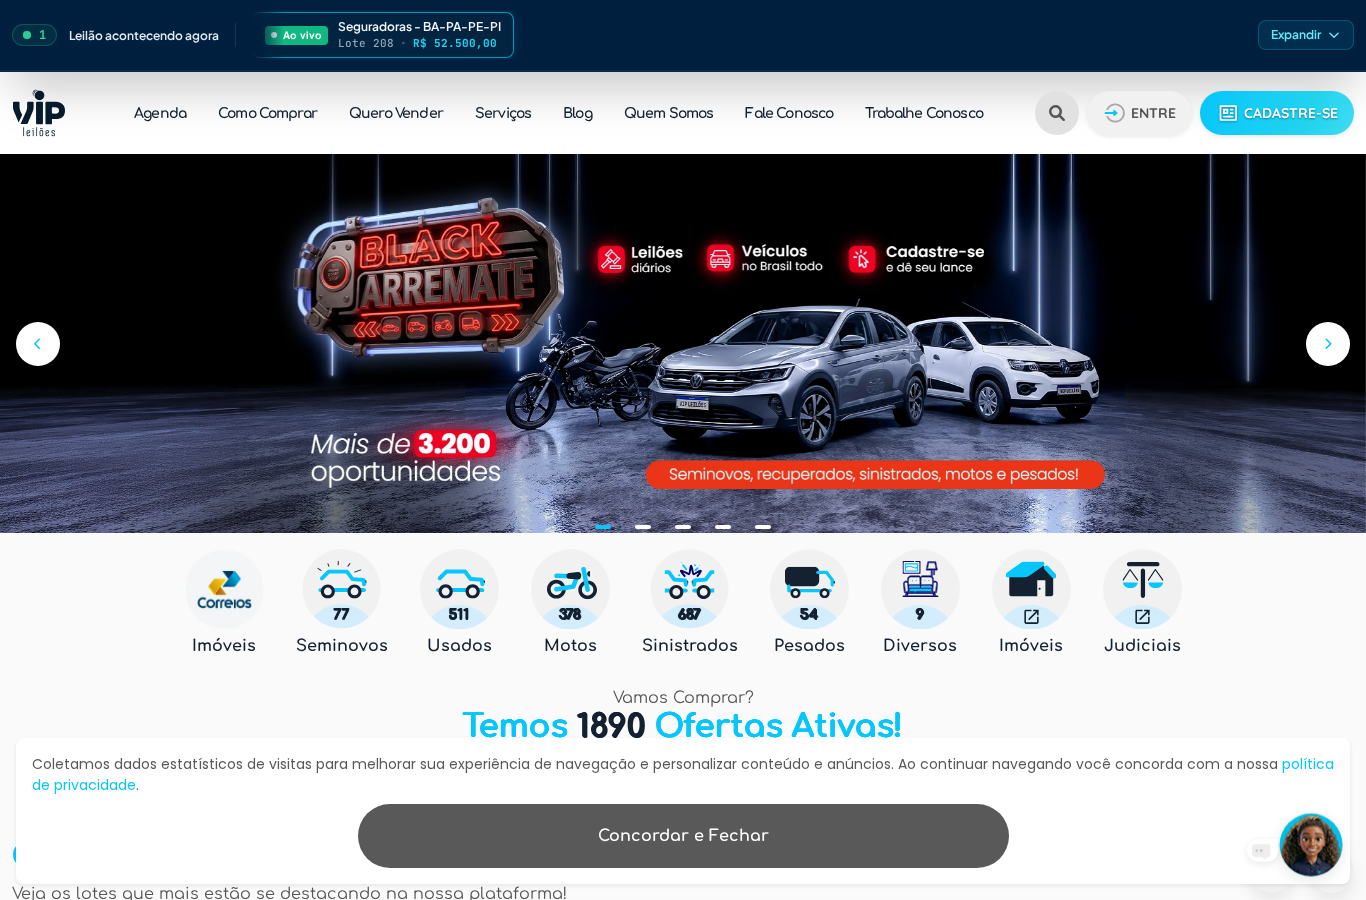 1
Leilão acontecendo agora
Ao vivo
Seguradoras - BA-PA-PE-PI
Lote 208 · R$ 52.500,00
Expandir
vip
leilões
Agenda
Como Comprar
Quero Vender
Serviços
Blog
Quem Somos
Fale Conosco
Trabalhe Conosco
ENTRE
CADASTRE-SE
BLACK
ARREMATE
Leilões
diários
Veículos
no Brasil todo
Cadastre-se
e dê seu lance
VIP LEILÕES
Mais de 3.200
oportunidades
Seminovos, recuperados, sinistrados, motos e pesados!
Correios
77
511
378
687
54
9
Imóveis
Seminovos
Usados
Motos
Sinistrados
Pesados
Diversos
Imóveis
Judiciais
Vamos Comprar?
Temos 1890 Ofertas Ativas!
Coletamos dados estatísticos de visitas para melhorar sua experiência de navegação e personalizar conteúdo e anúncios. Ao continuar navegando você concorda com a nossa política
de privacidade.
Concordar e Fechar
Veja os lotes que mais estão se destacando na nossa plataforma!